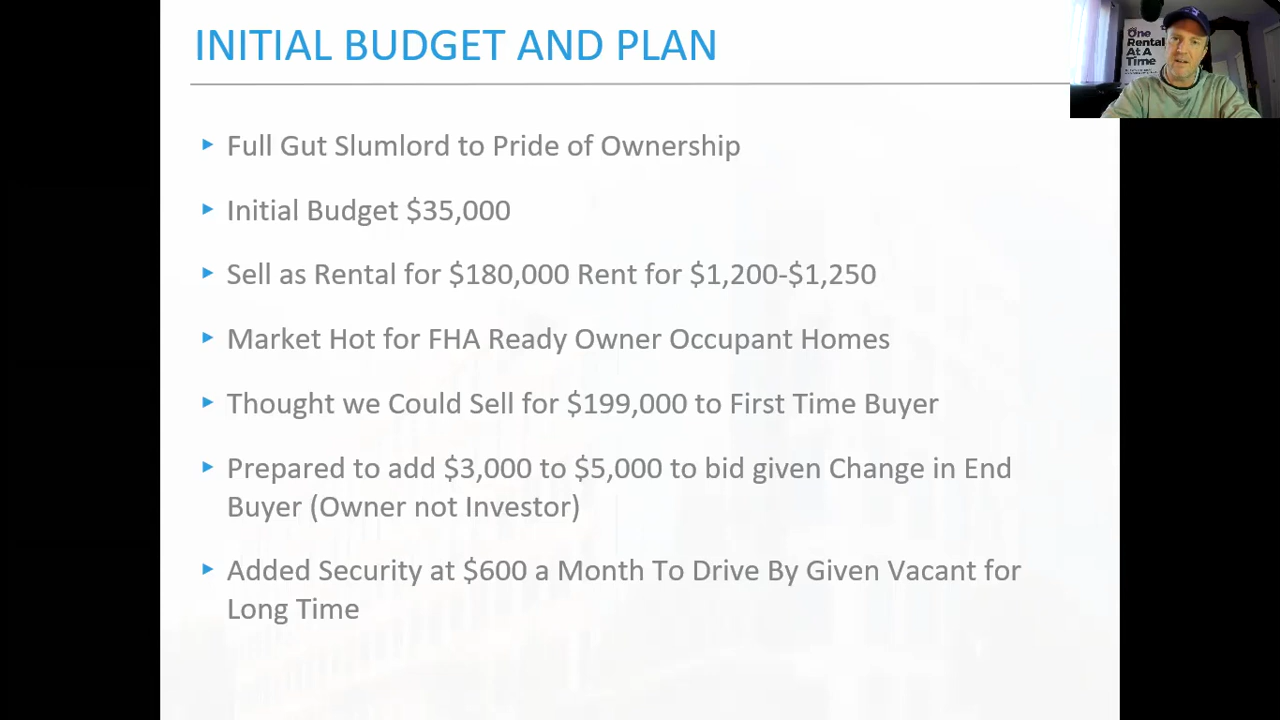 INITIAL BUDGET AND PLAN
One
Rental
At A
Time
Full Gut Slumlord to Pride of Ownership
Initial Budget $35,000
Sell as Rental for $180,000 Rent for $1,200-$1,250
Market Hot for FHA Ready Owner Occupant Homes
Thought we Could Sell for $199,000 to First Time Buyer
Prepared to add $3,000 to $5,000 to bid given Change in End
Buyer (Owner not Investor)
Added Security at $600 a Month To Drive By Given Vacant for
Long Time